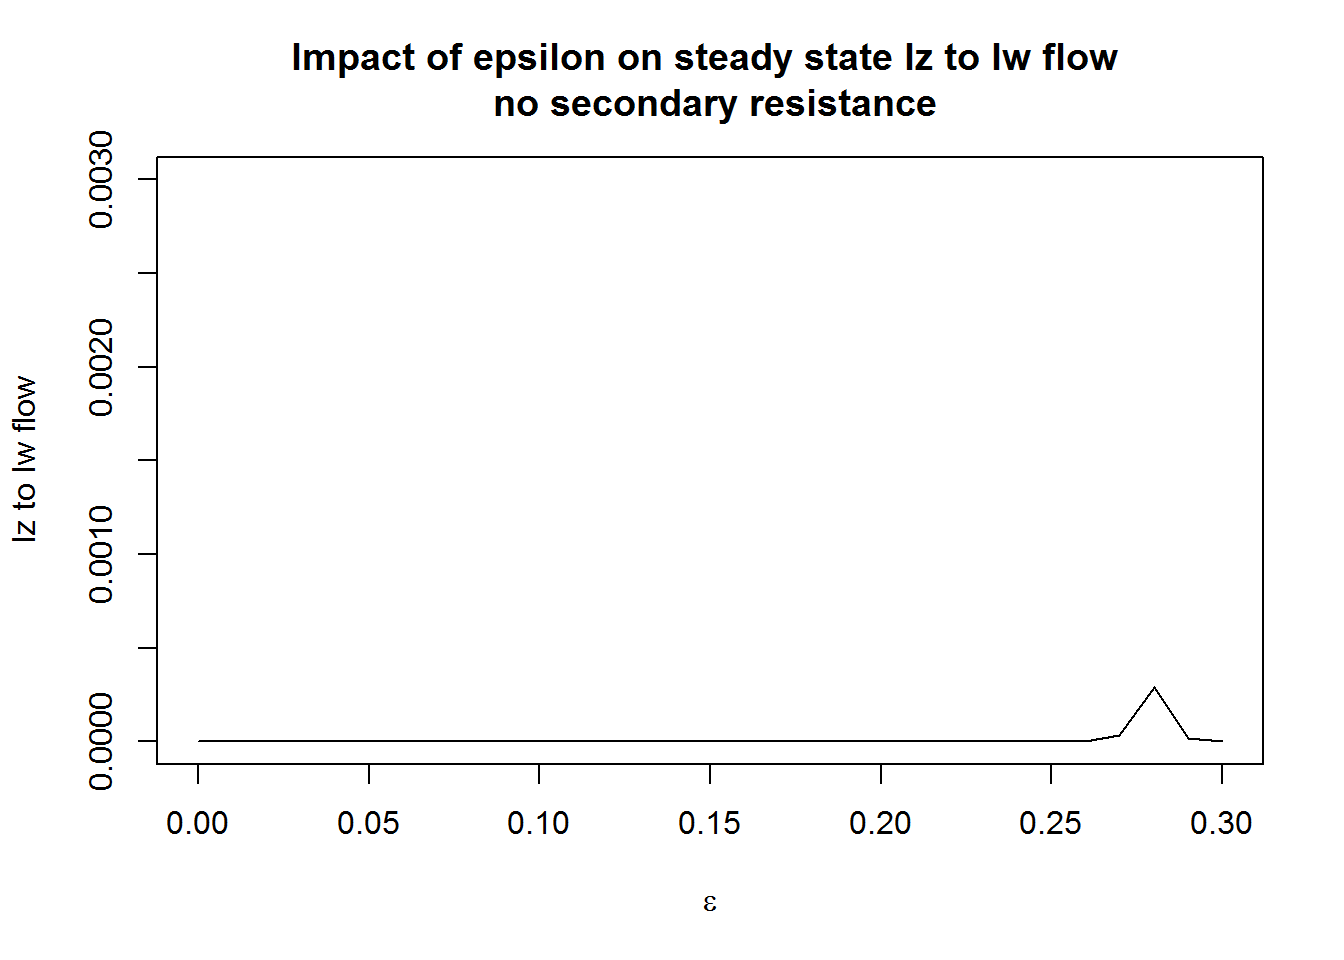 Impact of epsilon on steady state Iz to Iw flow
no secondary resistance
Iz to Iw flow
0.0030
0.0020
0.0010
0.0000
0.00 0.05 0.10 0.15 0.20 0.25 0.30
ε